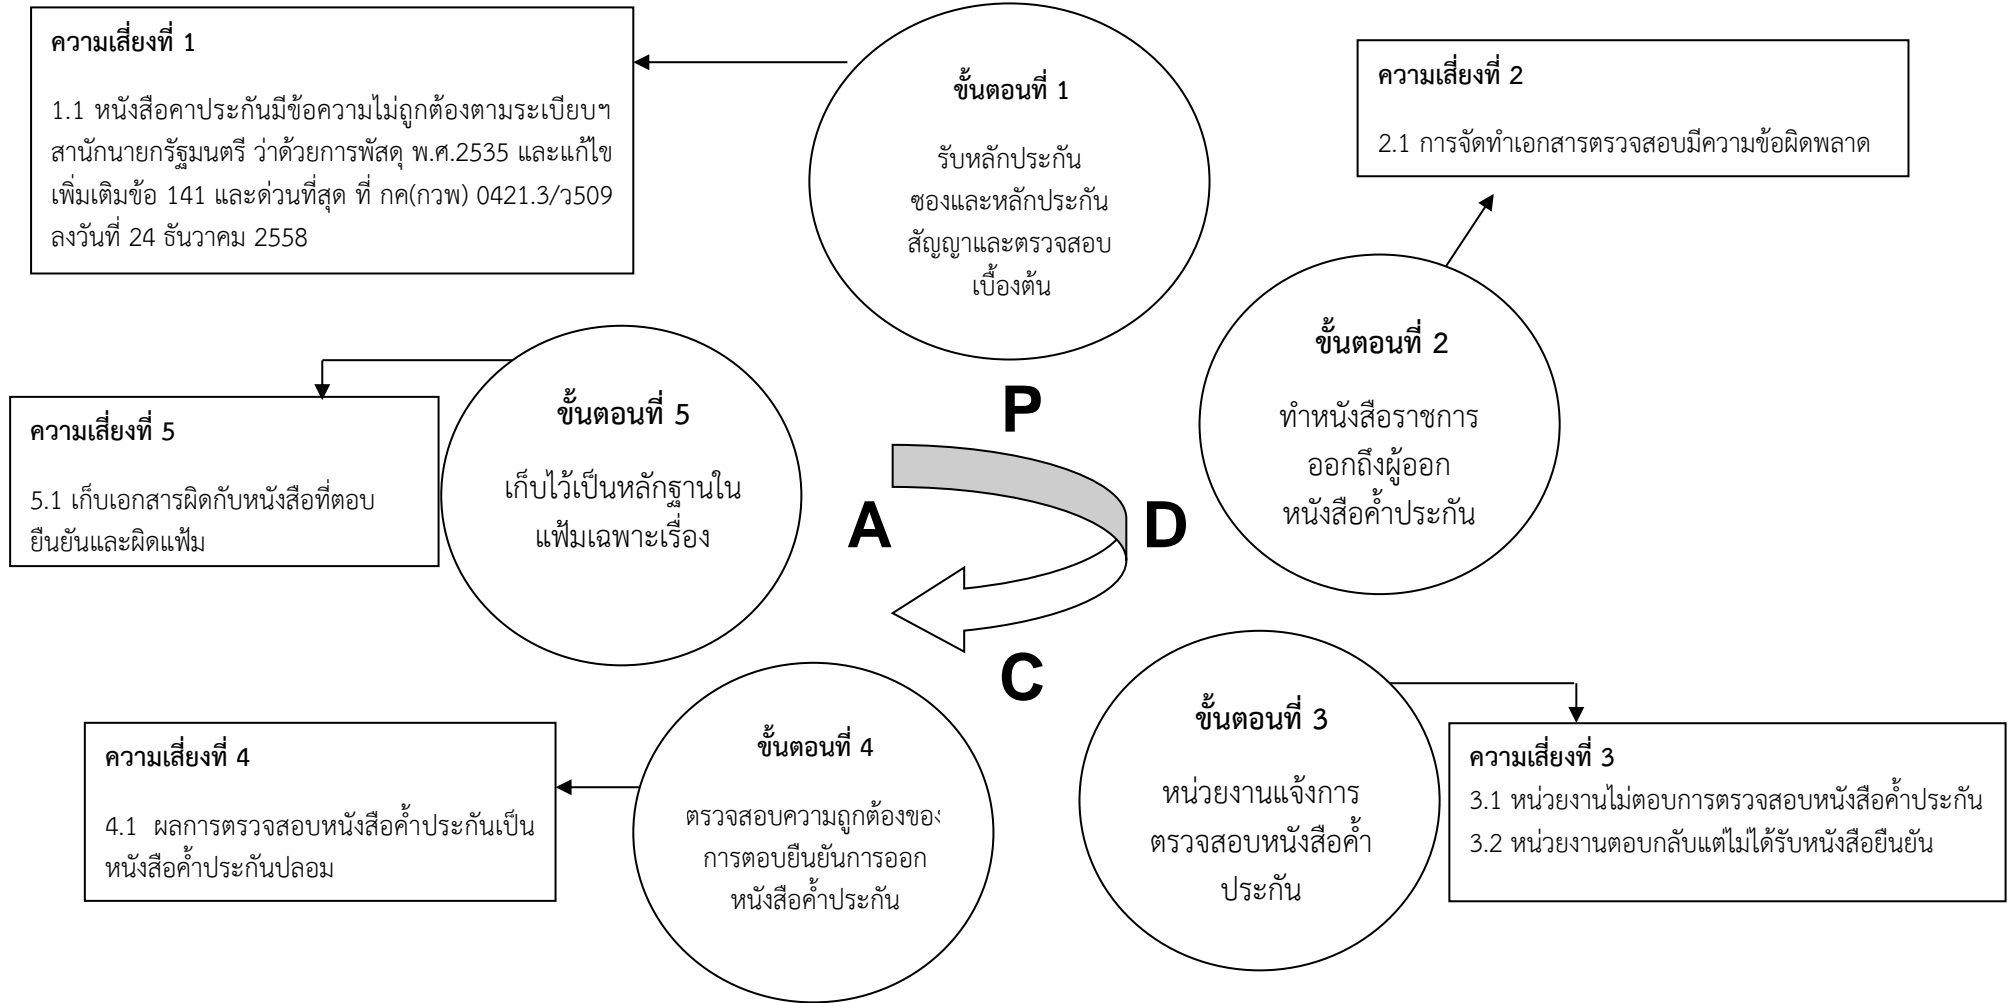 ความเสี่ยงที่ 1
1.1 หนังสือคาประกันมีข้อความไม่ถูกต้องตามระเบียบฯ
สานักนายกรัฐมนตรี ว่าด้วยการพัสดุ พ.ศ.2535 และแก้ไข
เพิ่มเติมข้อ 141 และด่วนที่สุด ที่ กค(กวพ) 0421.3/ว509
ลงวันที่ 24 ธันวาคม 2558
ขั้นตอนที่ 1
รับหลักประกัน
ซองและหลักประกัน
สัญญาและตรวจสอบ
เบื้องต้น
ความเสี่ยงที่ 2
2.1 การจัดทำเอกสารตรวจสอบมีความข้อผิดพลาด
ขั้นตอนที่ 2
ทำหนังสือราชการ
ออกถึงผู้ออก
หนังสือค้ำประกัน
P
A
D
C
ขั้นตอนที่ 5
เก็บไว้เป็นหลักฐานใน
แฟ้มเฉพาะเรื่อง
ความเสี่ยงที่ 5
5.1 เก็บเอกสารผิดกับหนังสือที่ตอบ
ยืนยันและผิดแฟ้ม
ความเสี่ยงที่ 4
4.1 ผลการตรวจสอบหนังสือค้ำประกันเป็น
หนังสือค้ำประกันปลอม
ขั้นตอนที่ 4
ตรวจสอบความถูกต้องของ
การตอบยืนยันการออก
หนังสือค้ำประกัน
ขั้นตอนที่ 3
หน่วยงานแจ้งการ
ตรวจสอบหนังสือค้ำ
ประกัน
ความเสี่ยงที่ 3
3.1 หน่วยงานไม่ตอบการตรวจสอบหนังสือค้ำประกัน
3.2 หน่วยงานตอบกลับแต่ไม่ได้รับหนังสือยืนยัน